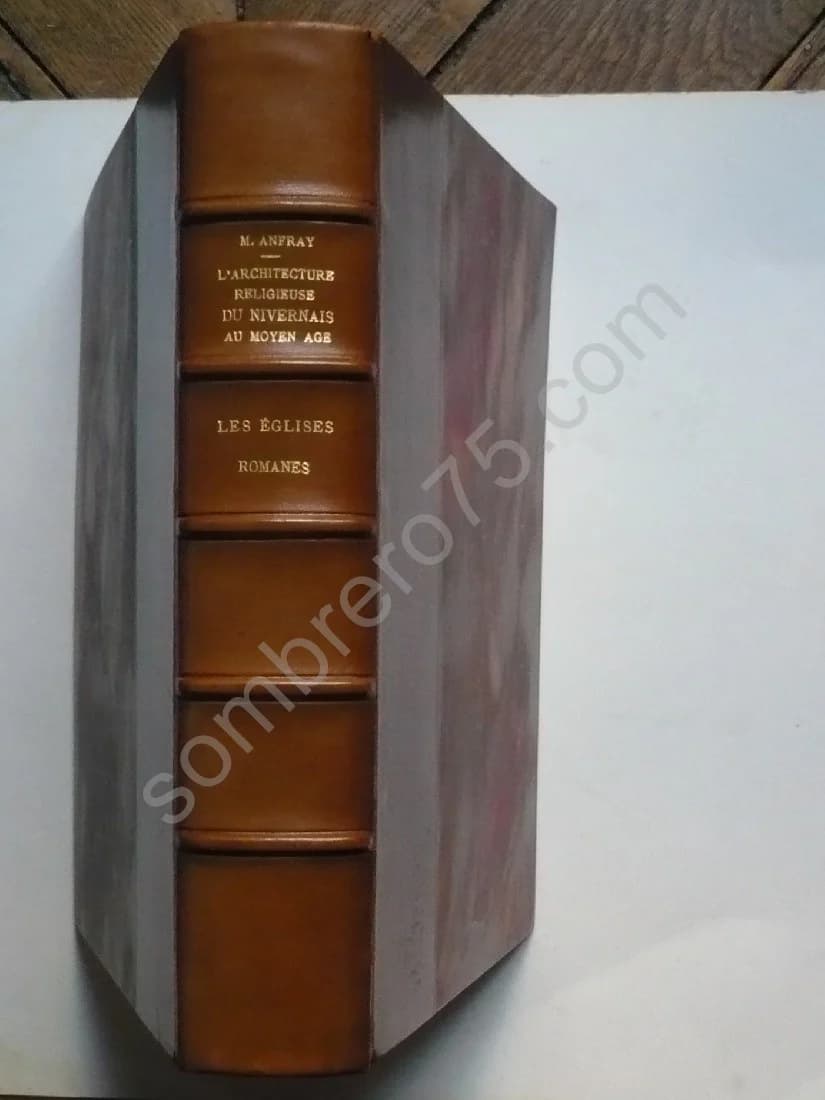 M. ANFRAY
L'ARCHITECTURE
RELIGIEUSE
DU NIVERNAIS
AU MOYEN AGE
LES ÉGLISES
ROMANES
sombrero75.com